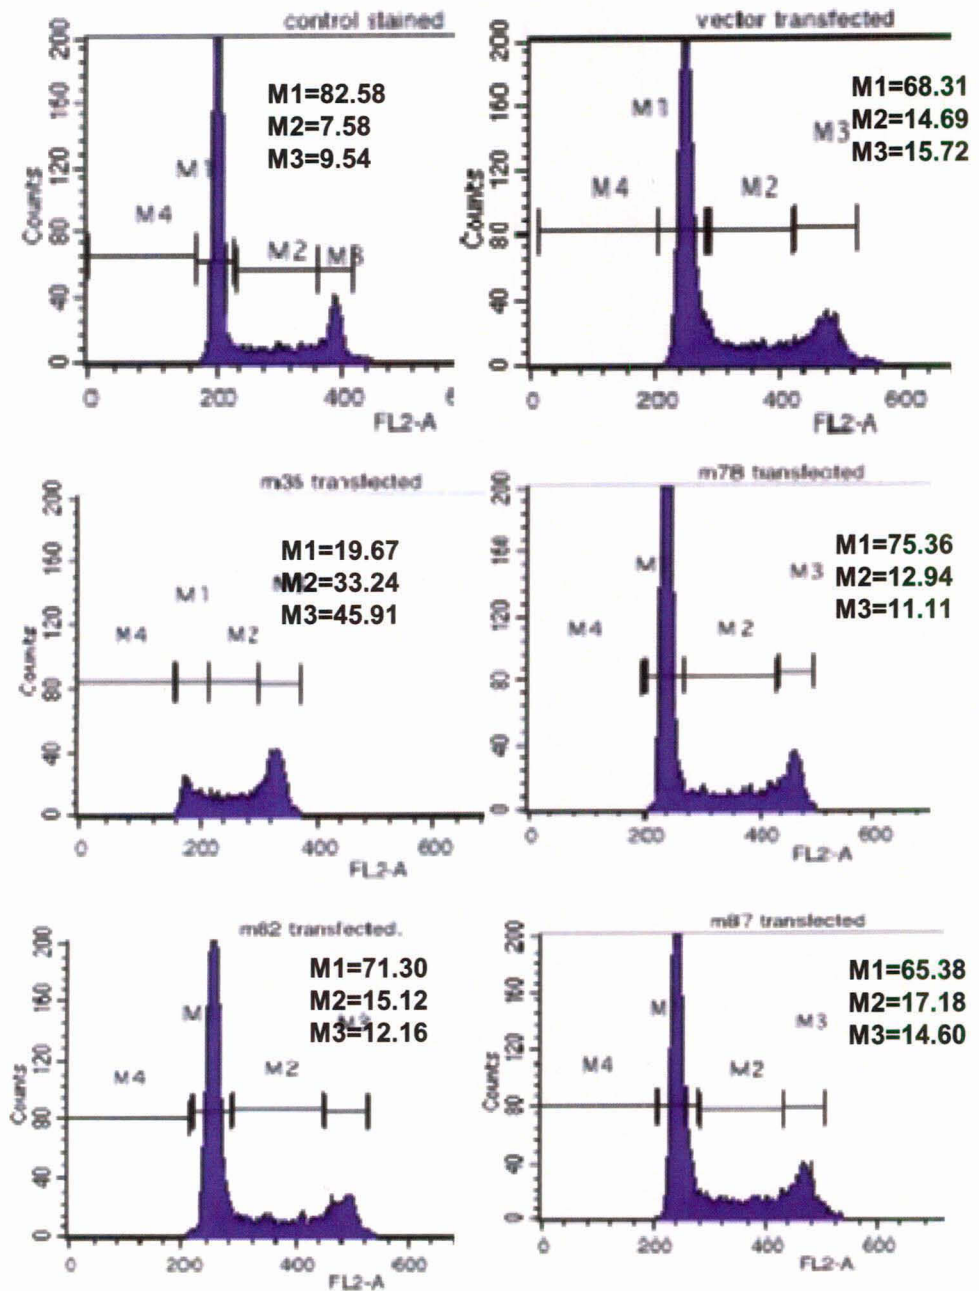 control stained
200
160
120
80
40
0
Counts
M1=82.58
M2=7.58
M3=9.54
M1
M4
M2
M3
0 200 400
FL2-A
vector transfected
200
160
120
80
40
0
Counts
M1=68.31
M2=14.69
M3=15.72
M1
M3
M4
M2
0 200 400 600
FL2-A
transfected
200
160
120
80
40
0
Counts
M1=19.67
M2=33.24
M3=45.91
M1
M4
M2
0 200 400 600
FL2-A
m78 transfected
200
160
120
80
40
0
Counts
M1=75.36
M2=12.94
M3=11.11
M
M3
M4
M2
0 200 400 600
FL2-A
m82 transfected.
200
160
120
80
40
0
Counts
M1=71.30
M2=15.12
M3=12.16
M
M4
M2
0 200 400 600
FL2-A
m87 transfected
200
160
120
80
40
0
Counts
M1=65.38
M2=17.18
M3=14.60
M
M3
M4
M2
0 200 400 600
FL2-A